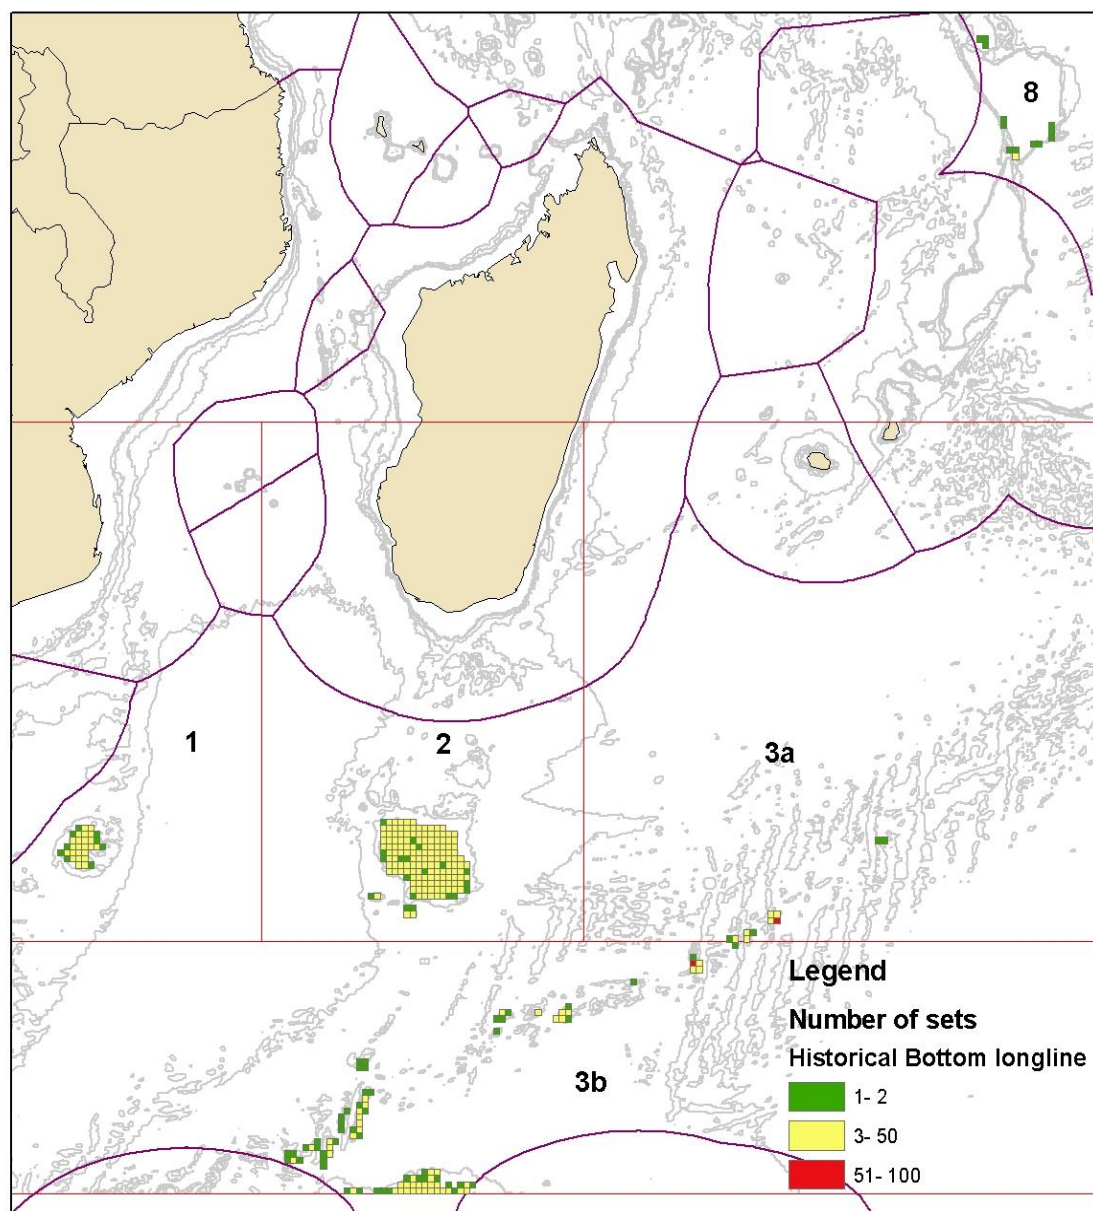 8
1
2
3a
3b
Legend
Number of sets
Historical Bottom longline
1- 2
3- 50
51- 100